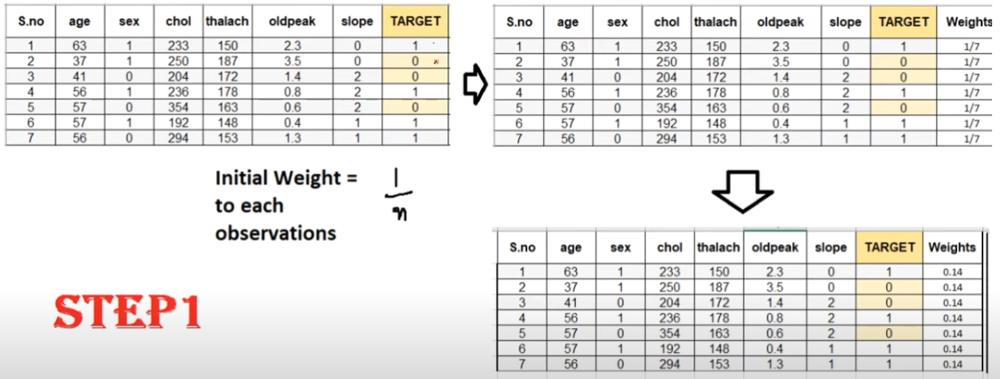 S.no age sex chol thalach oldpeak slope TARGET
1 63 1 233 150 2.3 0 1
2 37 1 250 187 3.5 0 0
3 41 0 204 172 1.4 2 0
4 56 1 236 178 0.8 2 1
5 57 0 354 163 0.6 2 0
6 57 1 192 148 0.4 1 1
7 56 0 294 153 1.3 1 1
S.no age sex chol thalach oldpeak slope TARGET Weights
1 63 1 233 150 2.3 0 1 1/7
2 37 1 250 187 3.5 0 0 1/7
3 41 0 204 172 1.4 2 0 1/7
4 56 1 236 178 0.8 2 1 1/7
5 57 0 354 163 0.6 2 0 1/7
6 57 1 192 148 0.4 1 1 1/7
7 56 0 294 153 1.3 1 1 1/7
Initial Weight =
to each
observations
1
n
STEP1
S.no age sex chol thalach oldpeak slope TARGET Weights
1 63 1 233 150 2.3 0 1 0.14
2 37 1 250 187 3.5 0 0 0.14
3 41 0 204 172 1.4 2 0 0.14
4 56 1 236 178 0.8 2 1 0.14
5 57 0 354 163 0.6 2 0 0.14
6 57 1 192 148 0.4 1 1 0.14
7 56 0 294 153 1.3 1 1 0.14